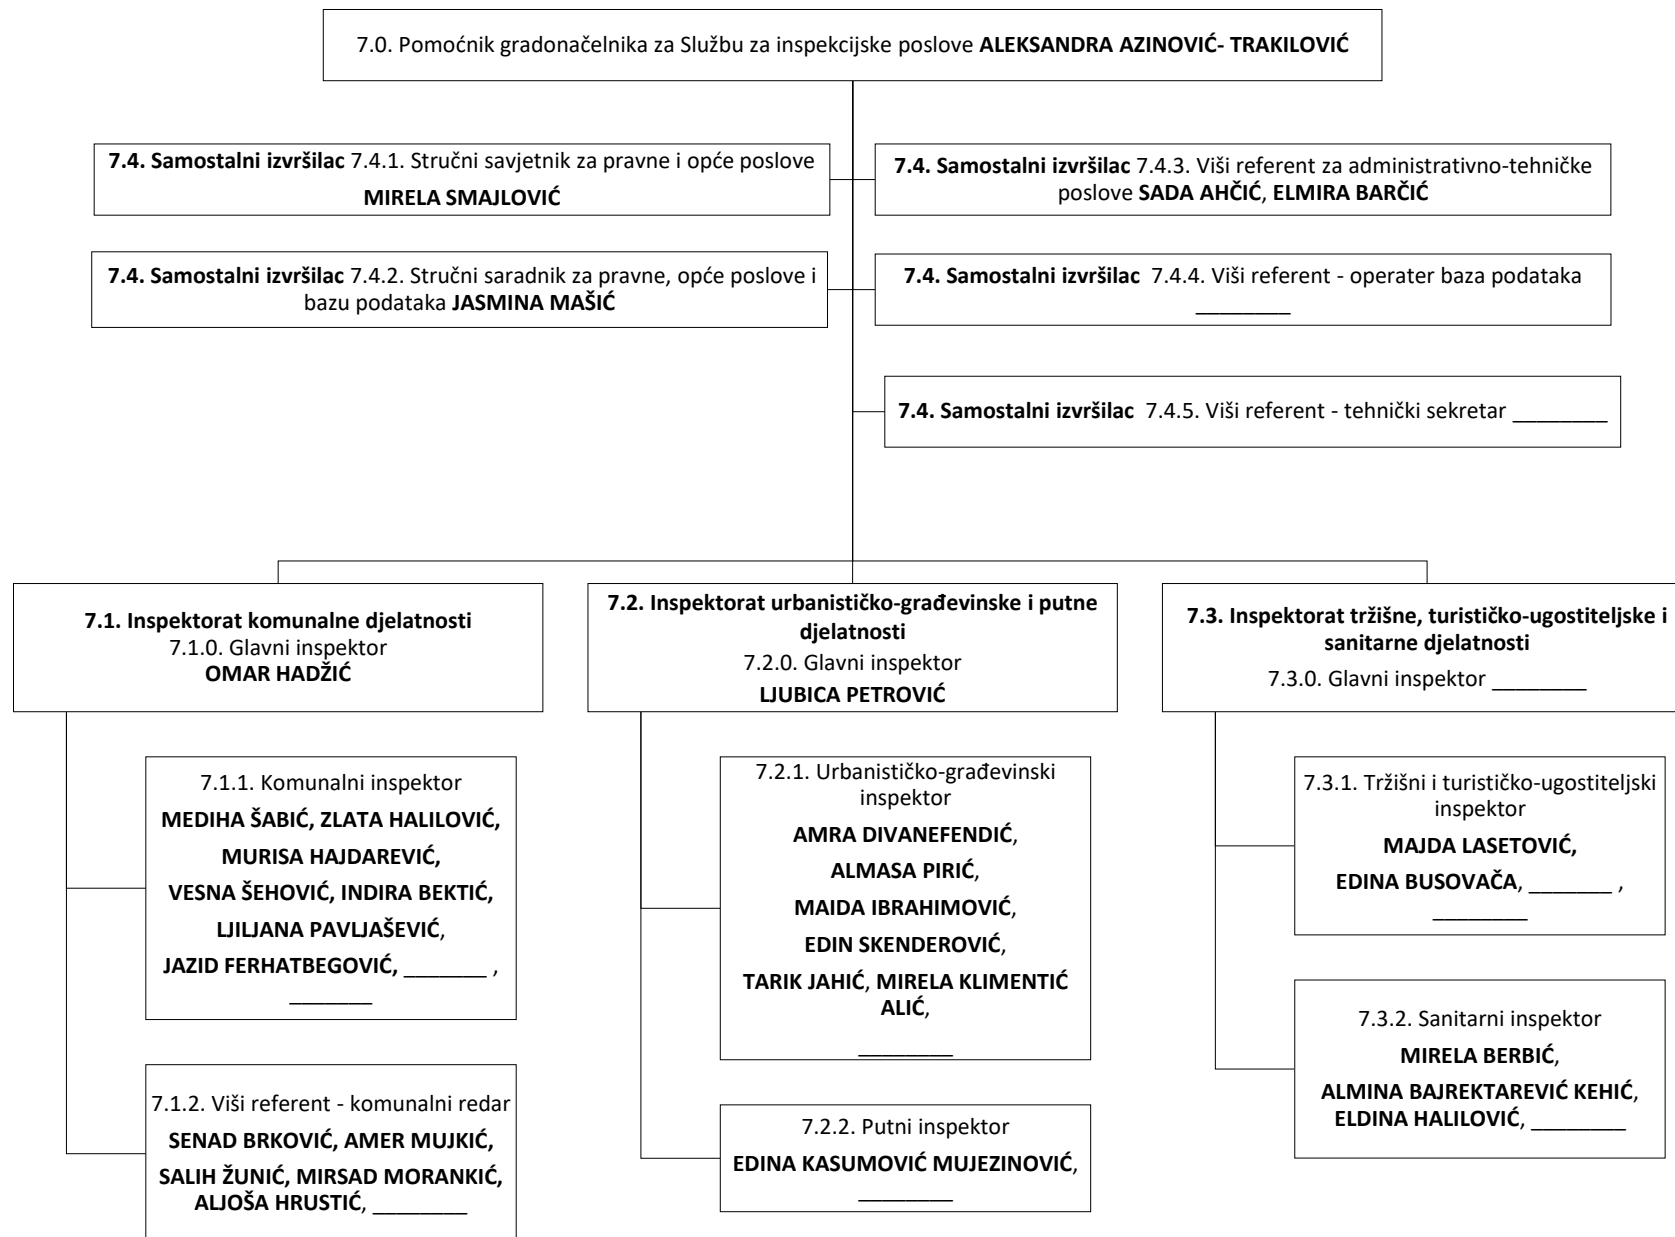 7.0. Pomoćnik gradonačelnika za Službu za inspekcijske poslove ALEKSANDRA AZINOVIĆ- TRAKILOVIĆ
7.4. Samostalni izvršilac 7.4.1. Stručni savjetnik za pravne i opće poslove
MIRELA SMAJLOVIĆ
7.4. Samostalni izvršilac 7.4.3. Viši referent za administrativno-tehničke
poslove SADA AHČIĆ, ELMIRA BARČIĆ
7.4. Samostalni izvršilac 7.4.2. Stručni saradnik za pravne, opće poslove i
bazu podataka JASMINA MAŠIĆ
7.4. Samostalni izvršilac 7.4.4. Viši referent - operater baza podataka
________
7.4. Samostalni izvršilac 7.4.5. Viši referent - tehnički sekretar ________
7.1. Inspektorat komunalne djelatnosti
7.1.0. Glavni inspektor
OMAR HADŽIĆ
7.1.1. Komunalni inspektor
MEDIHA ŠABIĆ, ZLATA HALILOVIĆ,
MURISA HAJDAREVIĆ,
VESNA ŠEHOVIĆ, INDIRA BEKTIĆ,
LJILJANA PAVLJAŠEVIĆ,
JAZID FERHATBEGOVIĆ, _______ ,
_______
7.1.2. Viši referent - komunalni redar
SENAD BRKOVIĆ, AMER MUJKIĆ,
SALIH ŽUNIĆ, MIRSAD MORANKIĆ,
ALJOŠA HRUSTIĆ, ________
7.2. Inspektorat urbanističko-građevinske i putne
djelatnosti
7.2.0. Glavni inspektor
LJUBICA PETROVIĆ
7.2.1. Urbanističko-građevinski
inspektor
AMRA DIVANEFENDIĆ,
ALMASA PIRIĆ,
MAIDA IBRAHIMOVIĆ,
EDIN SKENDEROVIĆ,
TARIK JAHIĆ, MIRELA KLIMENTIĆ
ALIĆ,
________
7.2.2. Putni inspektor
EDINA KASUMOVIĆ MUJEZINOVIĆ,
________
7.3. Inspektorat tržišne, turističko-ugostiteljske i
sanitarne djelatnosti
7.3.0. Glavni inspektor ________
7.3.1. Tržišni i turističko-ugostiteljski
inspektor
MAJDA LASETOVIĆ,
EDINA BUSOVAČA, _______ ,
________
7.3.2. Sanitarni inspektor
MIRELA BERBIĆ,
ALMINA BAJREKTAREVIĆ KEHIĆ,
ELDINA HALILOVIĆ, ________